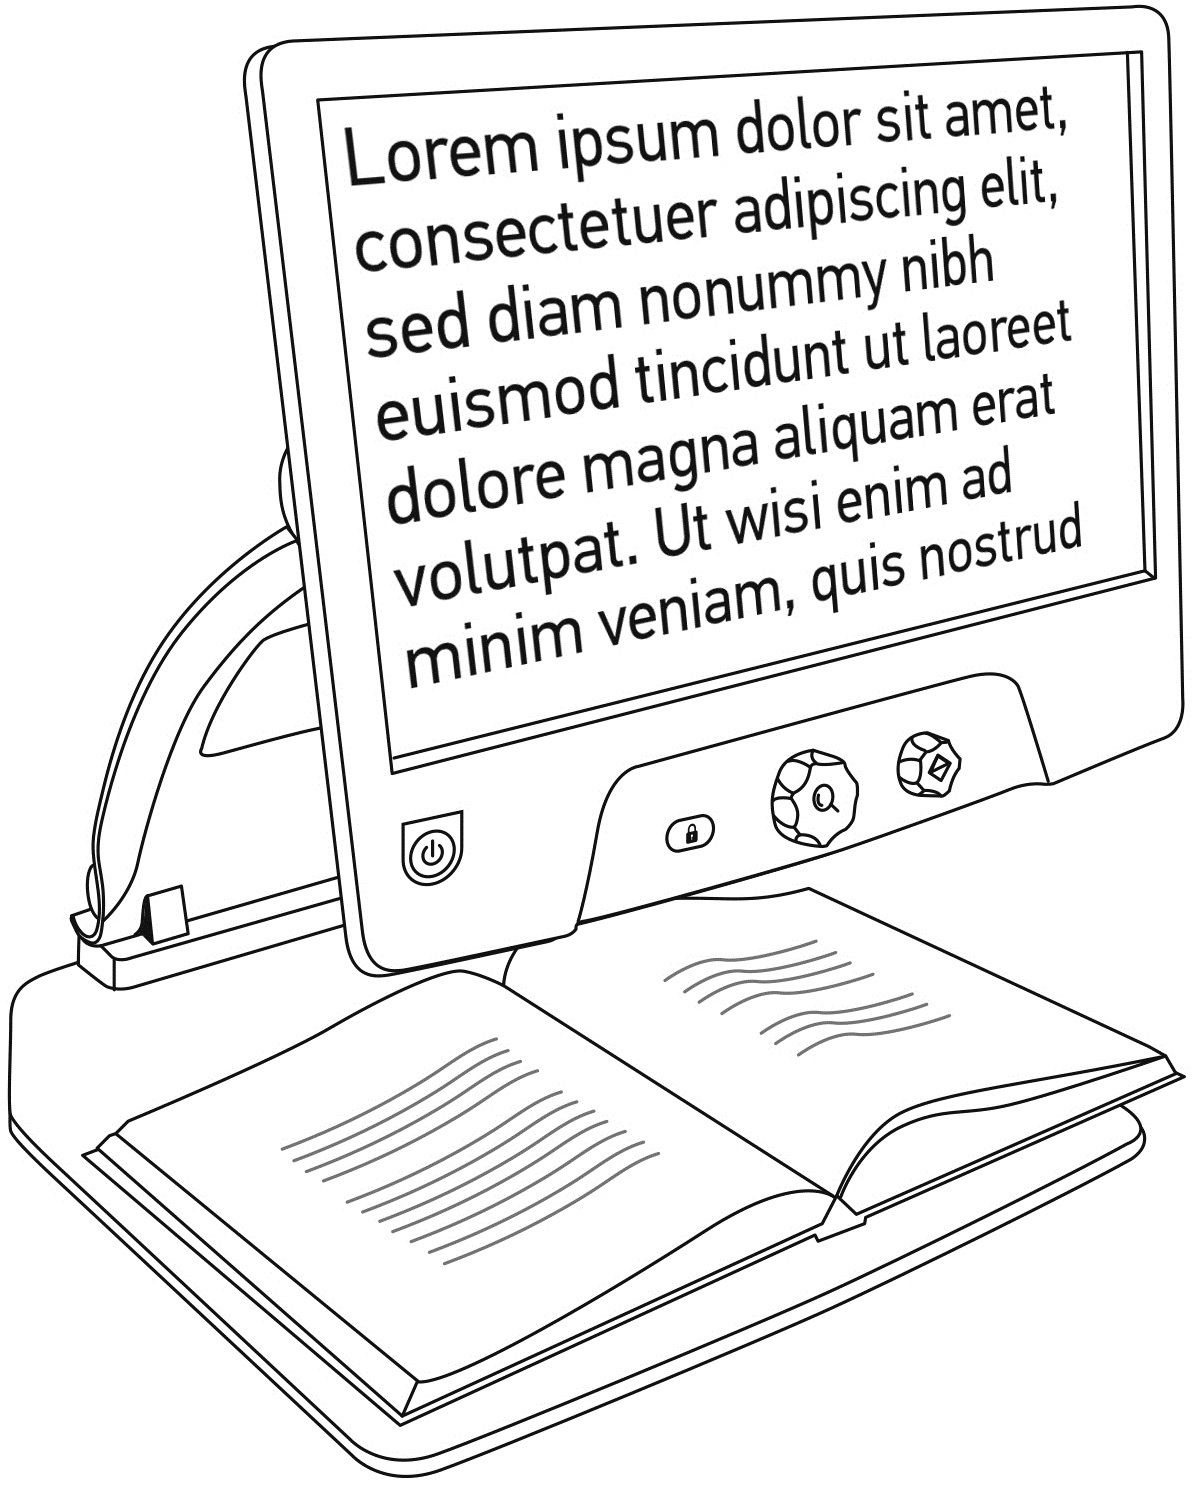 Lorem ipsum dolor sit amet,
consectetuer adipiscing elit,
sed diam nonummy nibh
euismod tincidunt ut laoreet
dolore magna aliquam erat
volutpat. Ut wisi enim ad
minim veniam, quis nostrud